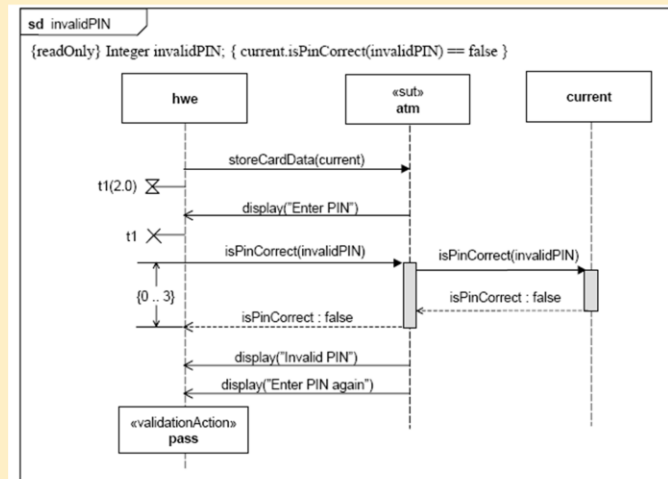 sd invalidPIN
{readOnly} Integer invalidPIN; { current.isPinCorrect(invalidPIN) == false }
hwe
«sut»
atm
current
storeCardData(current)
t1(2.0)
display("Enter PIN")
t1
isPinCorrect(invalidPIN)
isPinCorrect(invalidPIN)
{0 .. 3}
isPinCorrect : false
isPinCorrect : false
display("Invalid PIN")
display("Enter PIN again")
«validationAction»
pass